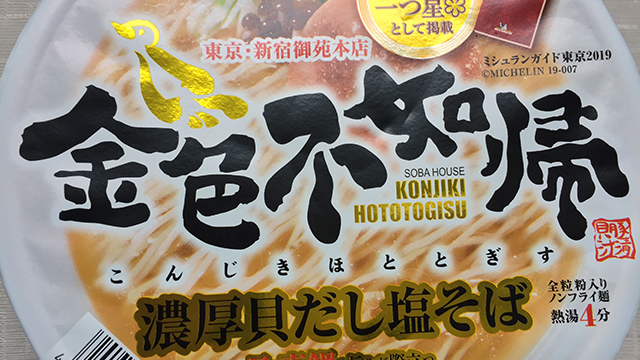 一つ星
として掲載
東京・新宿御苑本店
ミシュランガイド東京2019
©MICHELIN 19-007
金色不如帰
SOBA HOUSE
KONJIKI
HOTOTOGISU
こんじきほととぎす
濃厚貝だし塩そば
全粒粉入り
ノンフライ麺
熱湯4分